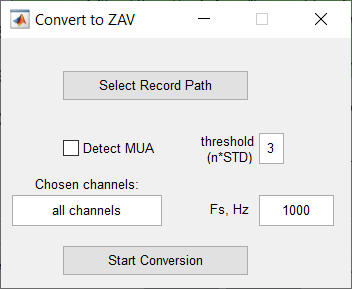 Convert to ZAV
Select Record Path
Detect MUA
threshold
(n*STD)
3
Chosen channels:
all channels
Fs, Hz
1000
Start Conversion